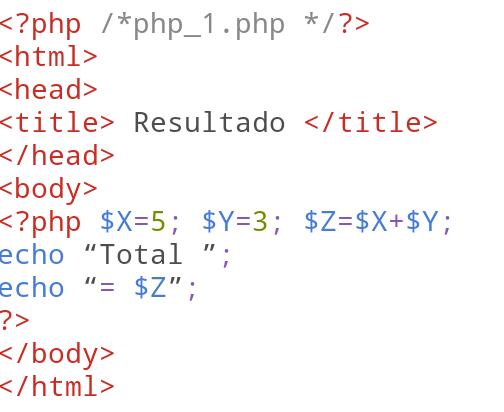 <?php /*php_1.php */?>
<html>
<head>
<title> Resultado </title>
</head>
<body>
<?php $X=5; $Y=3; $Z=$X+$Y;
echo “Total ”;
echo “= $Z”;
?>
</body>
</html>